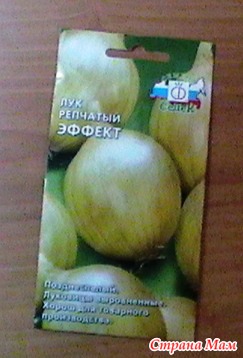 ЛУК
РЕПЧАТЫЙ
ЭФФЕКТ
СеДеК
Позднеспелый.
Луковицы выровненные.
Хорош для товарного
производства.
Страна Мам